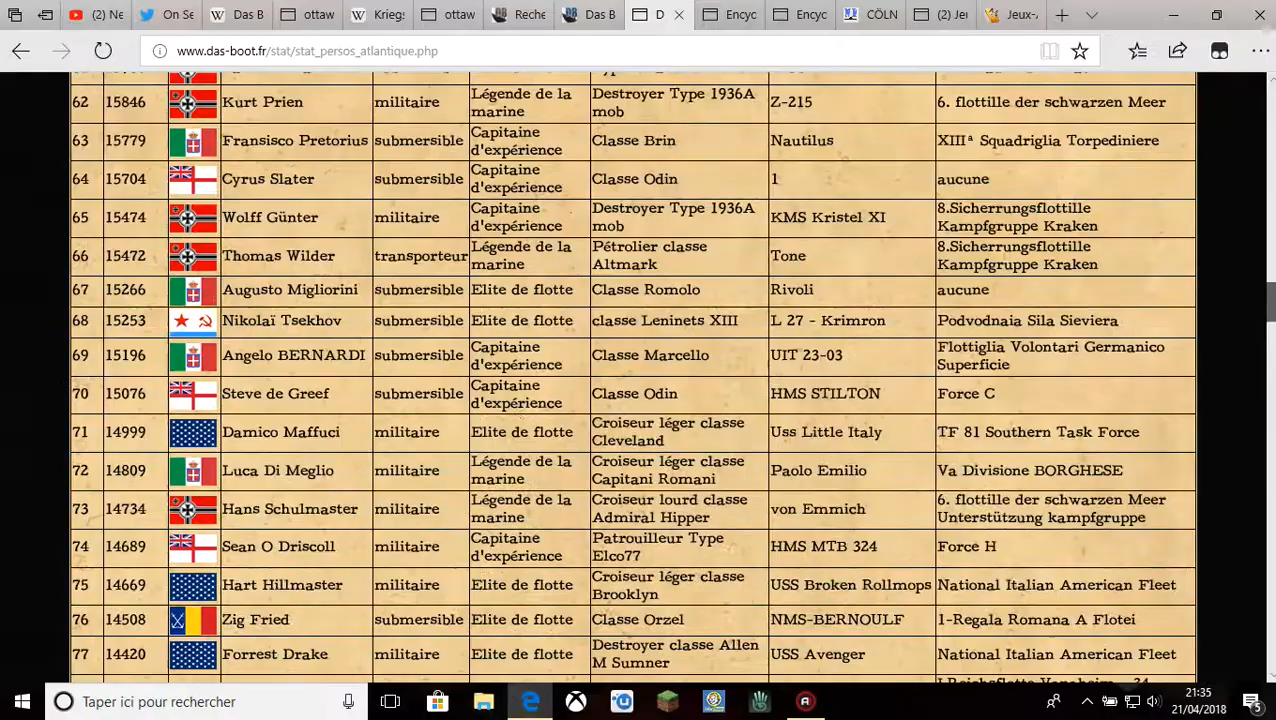 (2) Ne
On Se
Das B
ottaw
Krieg
ottaw
Reche
Das B
D
Encyc
Encyc
CÖLN
(2) Jeu
Jeux-
www.das-boot.fr/stat/stat_persos_atlantique.php
62 15846 Kurt Prien militaire Légende de la marine Destroyer Type 1936A mob Z-215 6. flottille der schwarzen Meer
63 15779 Fransisco Pretorius submersible Capitaine d'expérience Classe Brin Nautilus XIIIª Squadriglia Torpediniere
64 15704 Cyrus Slater submersible Capitaine d'expérience Classe Odin 1 aucune
65 15474 Wolff Günter militaire Capitaine d'expérience Destroyer Type 1936A mob KMS Kristel XI 8.Sicherrungsflottille Kampfgruppe Kraken
66 15472 Thomas Wilder transporteur Légende de la marine Pétrolier classe Altmark Tone 8.Sicherrungsflottille Kampfgruppe Kraken
67 15266 Augusto Migliorini submersible Elite de flotte Classe Romolo Rivoli aucune
68 15253 Nikolaï Tsekhov submersible Elite de flotte classe Leninets XIII L 27 - Krimron Podvodnaia Sila Sieviera
69 15196 Angelo BERNARDI submersible Capitaine d'expérience Classe Marcello UIT 23-03 Flottiglia Volontari Germanico Superficie
70 15076 Steve de Greef submersible Capitaine d'expérience Classe Odin HMS STILTON Force C
71 14999 Damico Maffuci militaire Elite de flotte Croiseur léger classe Cleveland Uss Little Italy TF 81 Southern Task Force
72 14809 Luca Di Meglio militaire Légende de la marine Croiseur léger classe Capitani Romani Paolo Emilio Va Divisione BORGHESE
73 14734 Hans Schulmaster militaire Légende de la marine Croiseur lourd classe Admiral Hipper von Emmich 6. flottille der schwarzen Meer Unterstützung kampfgruppe
74 14689 Sean O Driscoll militaire Capitaine d'expérience Patrouilleur Type Elco77 HMS MTB 324 Force H
75 14669 Hart Hillmaster militaire Elite de flotte Croiseur léger classe Brooklyn USS Broken Rollmops National Italian American Fleet
76 14508 Zig Fried submersible Elite de flotte Classe Orzel NMS-BERNOULF 1-Regala Romana A Flotei
77 14420 Forrest Drake militaire Elite de flotte Destroyer classe Allen M Sumner USS Avenger National Italian American Fleet
Taper ici pour rechercher
21:35
21/04/2018
5